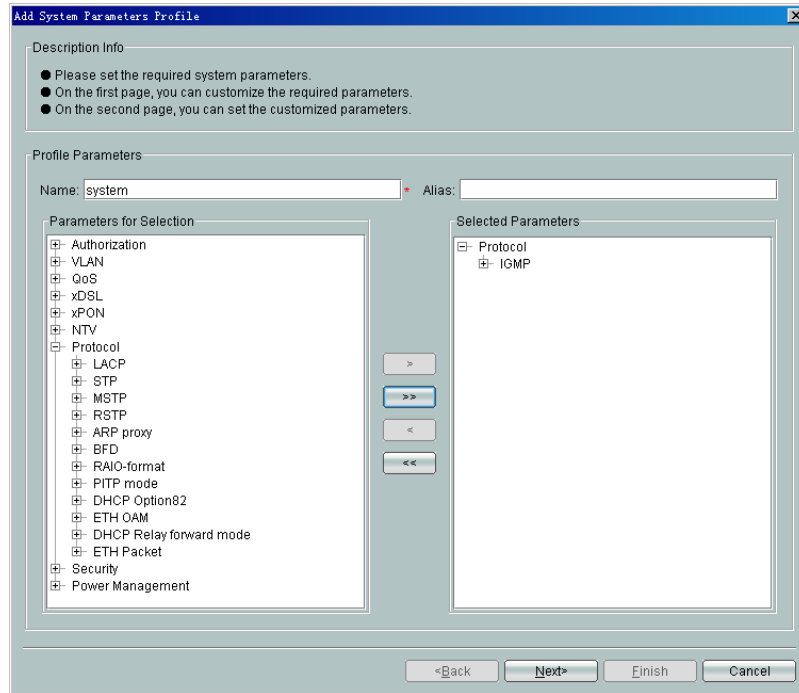 Add System Parameters Profile
Description Info
Please set the required system parameters.
On the first page, you can customize the required parameters.
On the second page, you can set the customized parameters.
Profile Parameters
Name: system * Alias:
Parameters for Selection
Authorization
VLAN
QoS
xDSL
xPON
NTV
Protocol
LACP
STP
MSTP
RSTP
ARP proxy
BFD
RAIO-format
PITP mode
DHCP Option82
ETH OAM
DHCP Relay forward mode
ETH Packet
Security
Power Management
>
>>
<
<<
Selected Parameters
Protocol
IGMP
<Back Next> Finish Cancel